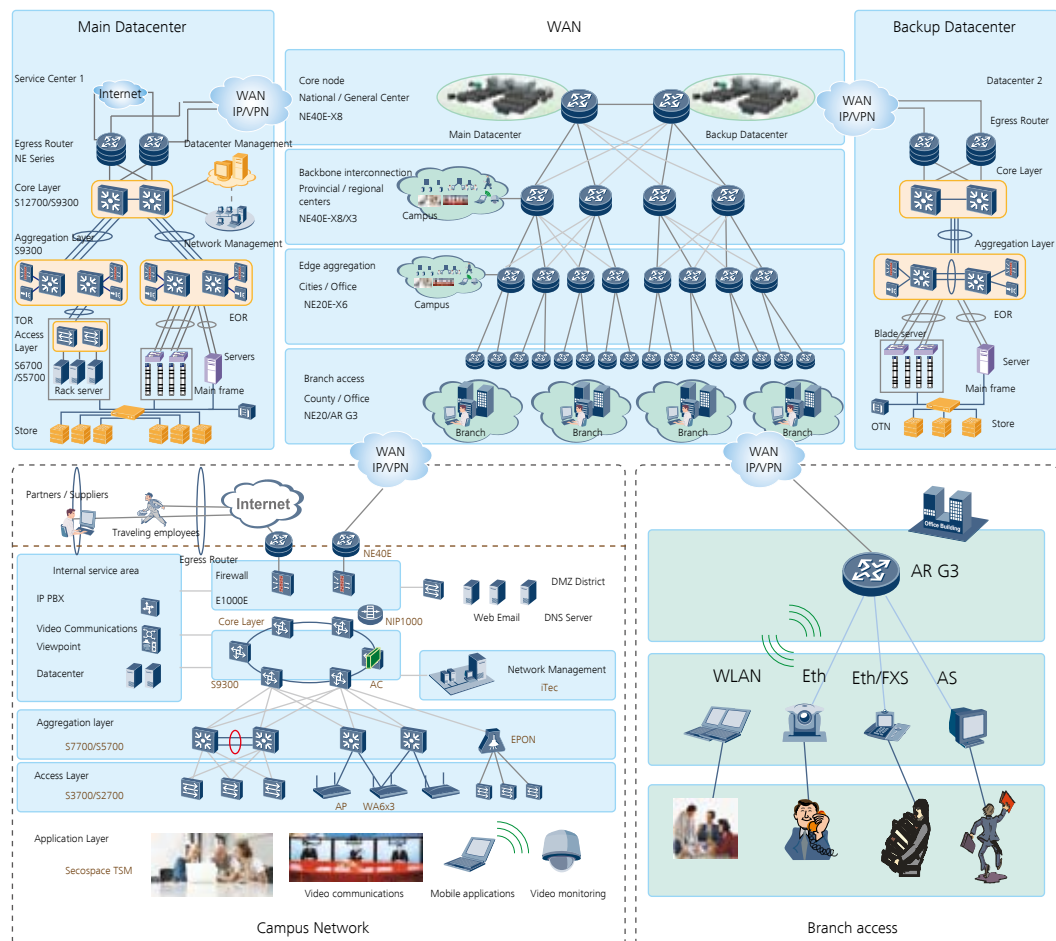 Main Datacenter
WAN
Backup Datacenter
Service Center 1
Internet
WAN
IP/VPN
Egress Router
NE Series
Datacenter Management
Core Layer
S12700/S9300
Aggregation Layer
S9300
Network Management
TOR
Access
Layer
EOR
S6700
/S5700
Rack server
Servers
Main frame
Store
Core node
National / General Center
NE40E-X8
Main Datacenter
Backup Datacenter
Backbone interconnection
Provincial / regional
centers
NE40E-X8/X3
Campus
Edge aggregation
Cities / Office
NE20E-X6
Campus
Branch access
County / Office
NE20/AR G3
Branch
Branch
Branch
Branch
WAN
IP/VPN
Datacenter 2
Egress Router
Core Layer
Aggregation Layer
EOR
Blade server
Server
Main frame
OTN
Store
WAN
IP/VPN
WAN
IP/VPN
Partners / Suppliers
Traveling employees
Internet
Egress Router
NE40E
Internal service area
Firewall
E1000E
IP PBX
Video Communications
Viewpoint
Datacenter
Core Layer
NIP1000
DMZ District
Web Email
DNS Server
S9300
AC
Network Management
iTec
Aggregation layer
S7700/S5700
EPON
Access Layer
S3700/S2700
AP
WA6x3
Application Layer
Secospace TSM
Video communications
Mobile applications
Video monitoring
Campus Network
Office Building
AR G3
WLAN
Eth
Eth/FXS
AS
Branch access